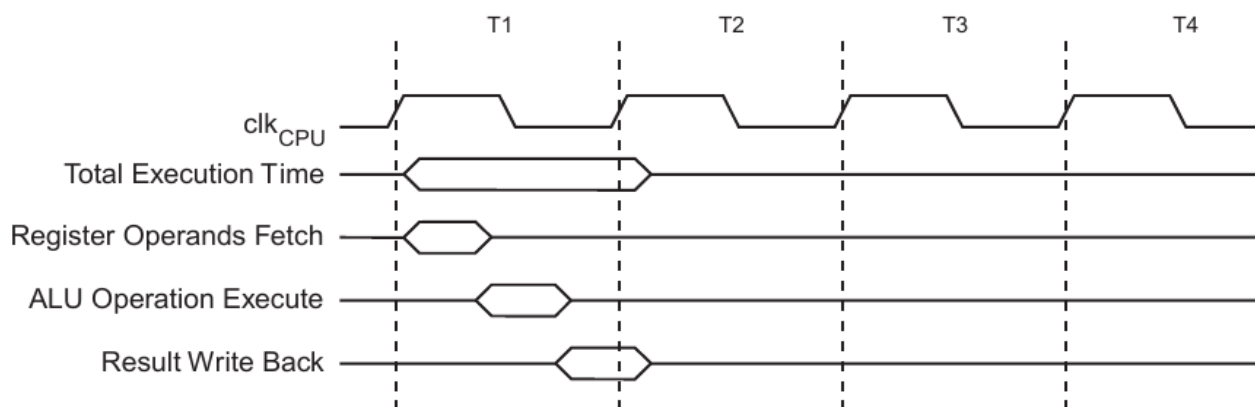 T1 T2 T3 T4
clkCPU
Total Execution Time
Register Operands Fetch
ALU Operation Execute
Result Write Back